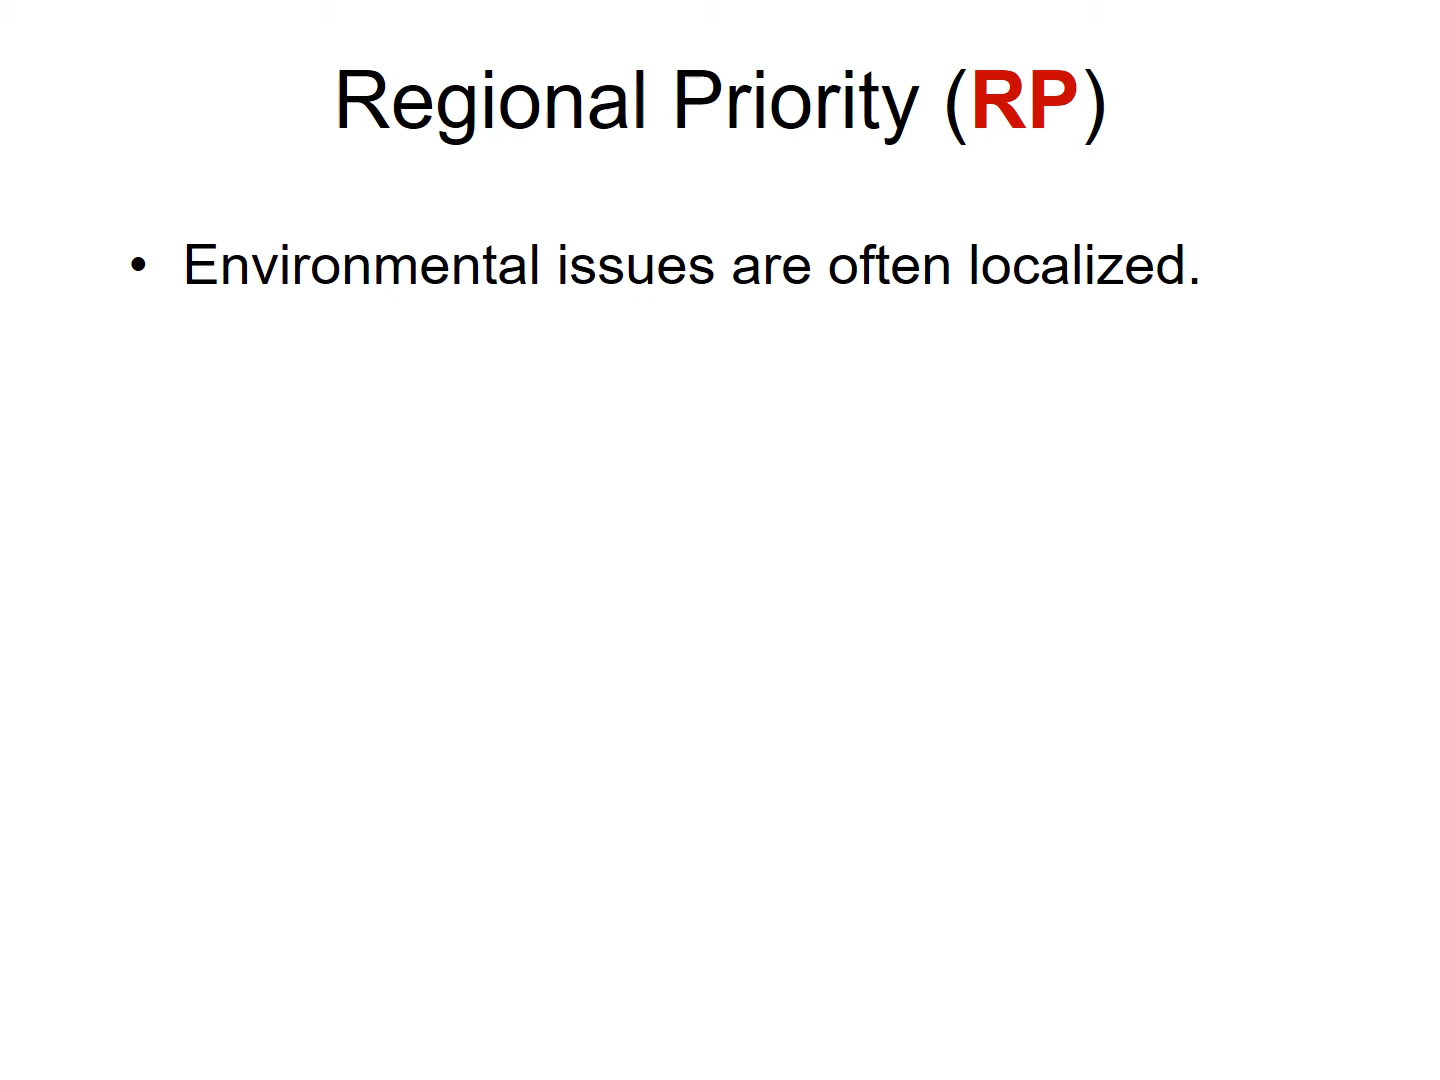 Regional Priority (RP)
• Environmental issues are often localized.